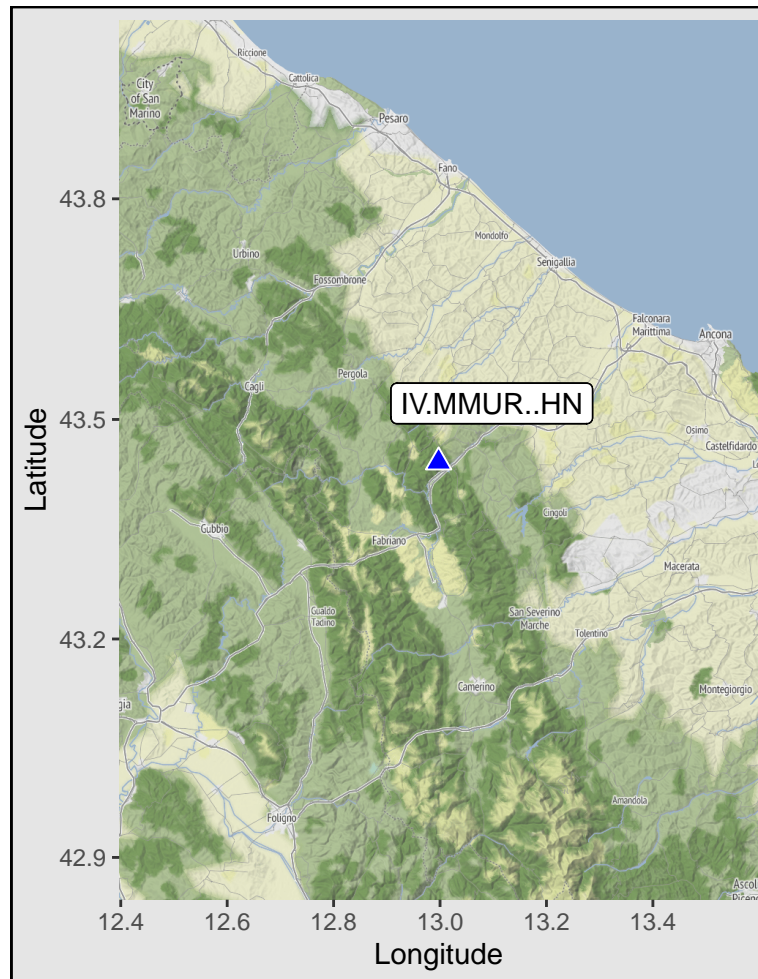 Riccione
Cattolica
City
of San
Marino
Pesaro
Fano
43.8
Mondolfo
Urbino
Senigallia
Fossombrone
Falconara
Marittima
Ancona
Pergola
Cagli
IV.MMUR..HN
43.5
Osimo
Castelfidardo
Latitude
Cingoli
Gubbio
Fabriano
Macerata
Gualdo
Tadino
San Severino
Marche
43.2
Tolentino
Camerino
Montegiorgio
gia
Amandola
Foligno
42.9
Ascol
Picen
12.4 12.6 12.8 13.0 13.2 13.4
Longitude